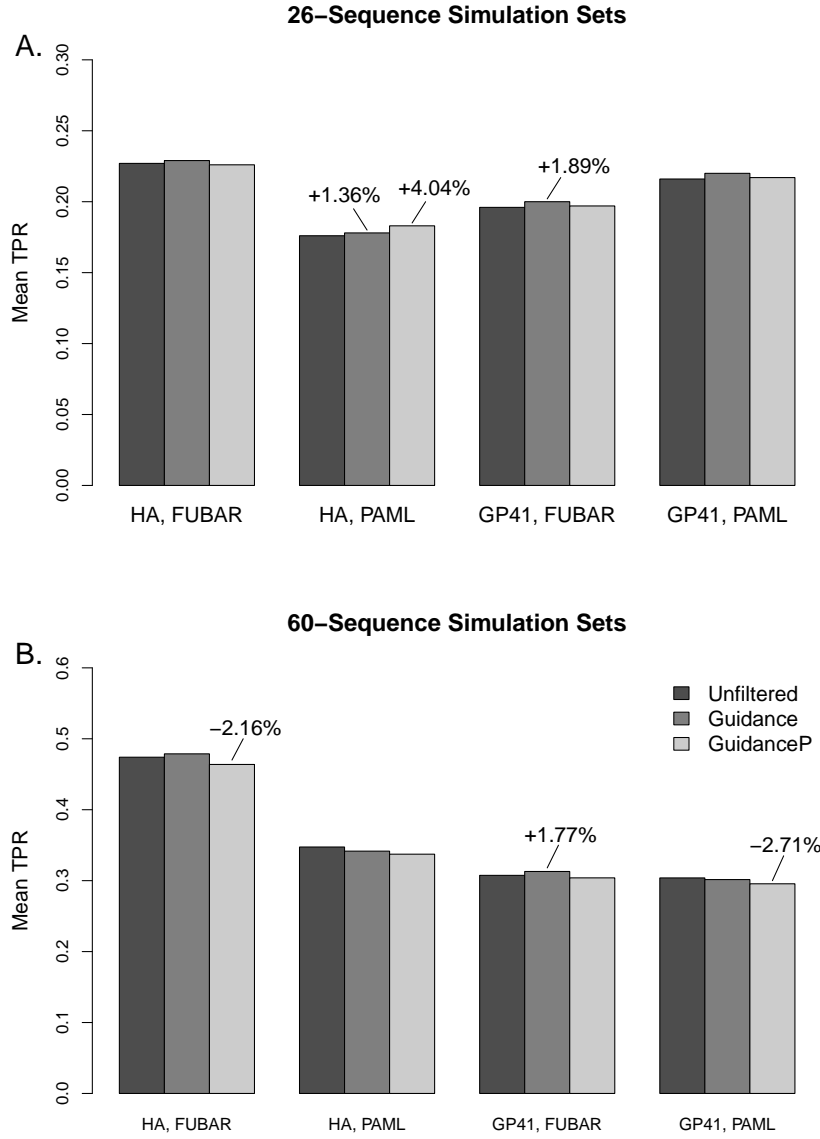 26−Sequence Simulation Sets
A.
Mean TPR
0.30
0.25
0.20
0.15
0.10
0.05
0.00
+1.36%
+4.04%
+1.89%
HA, FUBAR
HA, PAML
GP41, FUBAR
GP41, PAML
60−Sequence Simulation Sets
B.
Mean TPR
0.6
0.5
0.4
0.3
0.2
0.1
0.0
Unfiltered
Guidance
GuidanceP
−2.16%
+1.77%
−2.71%
HA, FUBAR
HA, PAML
GP41, FUBAR
GP41, PAML